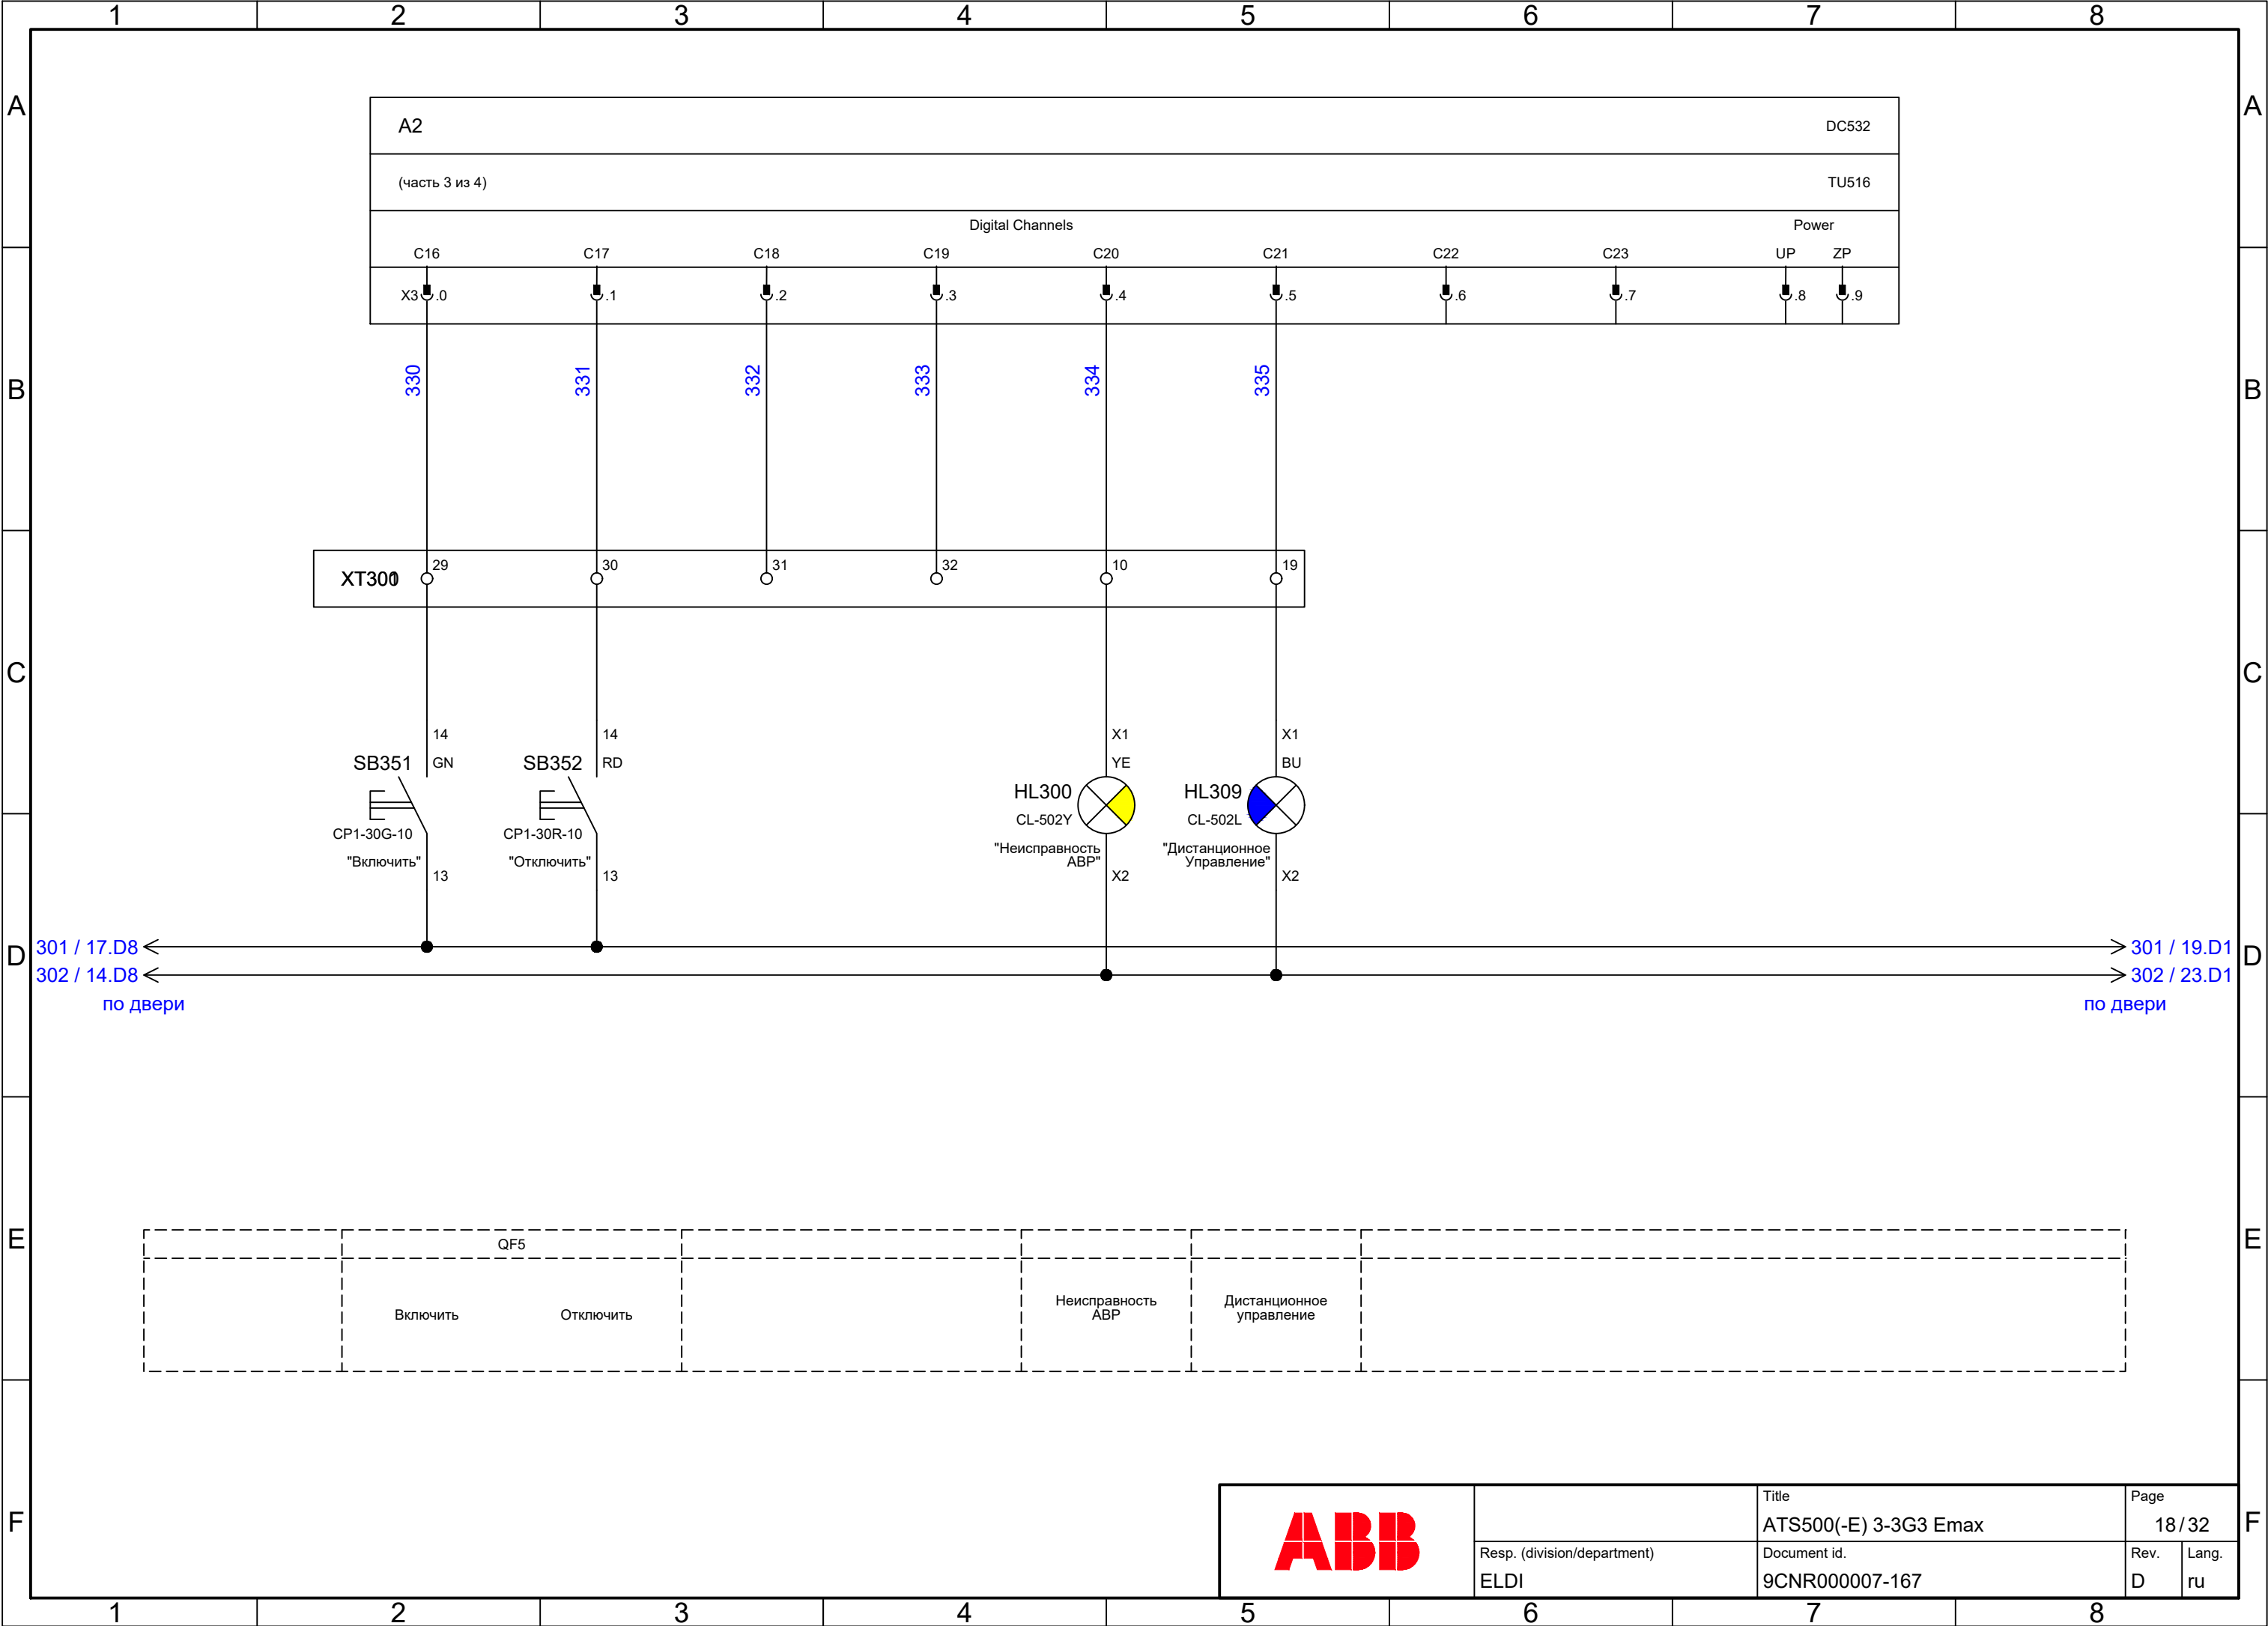 1 2 3 4 5 6 7 8
A A
A2 DC532
(часть 3 из 4) TU516
Digital Channels Power
C16 C17 C18 C19 C20 C21 C22 C23 UP ZP
X3 .0 .1 .2 .3 .4 .5 .6 .7 .8 .9
B B
330 331 332 333 334 335
XT300
29 30 31 32 10 19
C C
14 14 X1 X1
SB351 GN SB352 RD YE BU
HL300 HL309
CL-502Y CL-502L
CP1-30G-10 CP1-30R-10
"Включить" "Отключить"
"Неисправность
АВР"
"Дистанционное
Управление"
13 13 X2 X2
D D
301 / 17.D8 301 / 19.D1
302 / 14.D8 302 / 23.D1
по двери по двери
E E
QF5
Включить Отключить
Неисправность
АВР
Дистанционное
управление
F F
ABB
Title
ATS500(-E) 3-3G3 Emax
Page
18 / 32
Resp. (division/department)
ELDI
Document id.
9CNR000007-167
Rev.
D
Lang.
ru
1 2 3 4 5 6 7 8